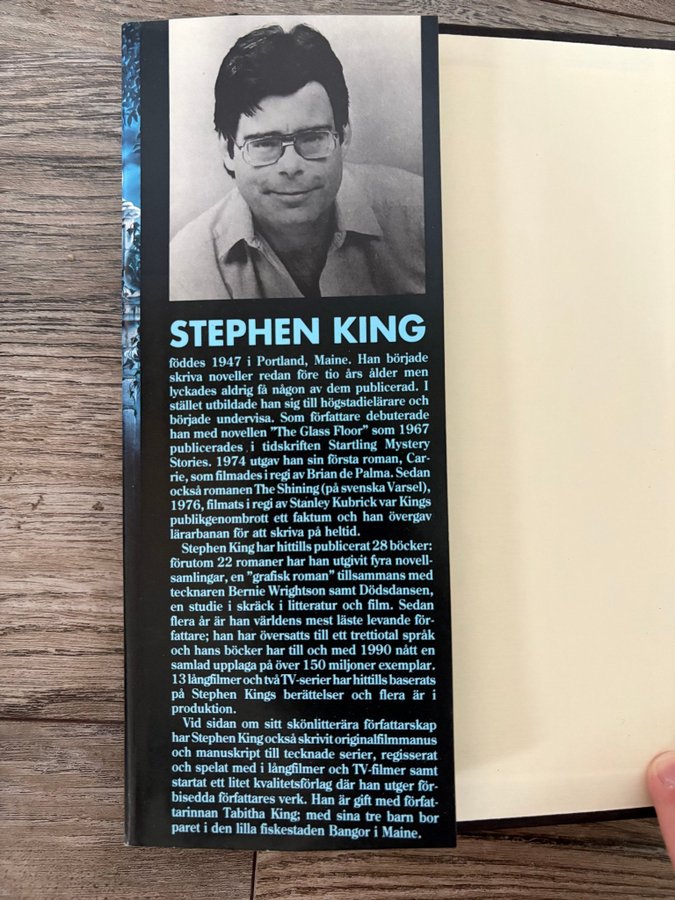 STEPHEN KING
föddes 1947 i Portland, Maine. Han började
skriva noveller redan före tio års ålder men
lyckades aldrig få någon av dem publicerad. I
stället utbildade han sig till högstadielärare och
började undervisa. Som författare debuterade
han med novellen ”The Glass Floor” som 1967
publicerades i tidskriften Startling Mystery
Stories. 1974 utgav han sin första roman, Car-
rie, som filmades i regi av Brian de Palma. Sedan
också romanen The Shining (på svenska Varsel),
1976, filmats i regi av Stanley Kubrick var Kings
publikgenombrott ett faktum och han övergav
lärarbanan för att skriva på heltid.
Stephen King har hittills publicerat 28 böcker:
förutom 22 romaner har han utgivit fyra novell-
samlingar, en ”grafisk roman” tillsammans med
tecknaren Bernie Wrightson samt Dödsdansen,
en studie i skräck i litteratur och film. Sedan
flera år är han världens mest läste levande för-
fattare; han har översatts till ett trettiotal språk
och hans böcker har till och med 1990 nått en
samlad upplaga på över 150 miljoner exemplar.
13 långfilmer och två TV-serier har hittills baserats
på Stephen Kings berättelser och flera är i
produktion.
Vid sidan om sitt skönlitterära författarskap
har Stephen King också skrivit originalfilmmanus
och manuskript till tecknade serier, regisserat
och spelat med i långfilmer och TV-filmer samt
startat ett litet kvalitetsförlag där han utger för-
bisedda författares verk. Han är gift med förfat-
tarinnan Tabitha King; med sina tre barn bor
paret i den lilla fiskestaden Bangor i Maine.